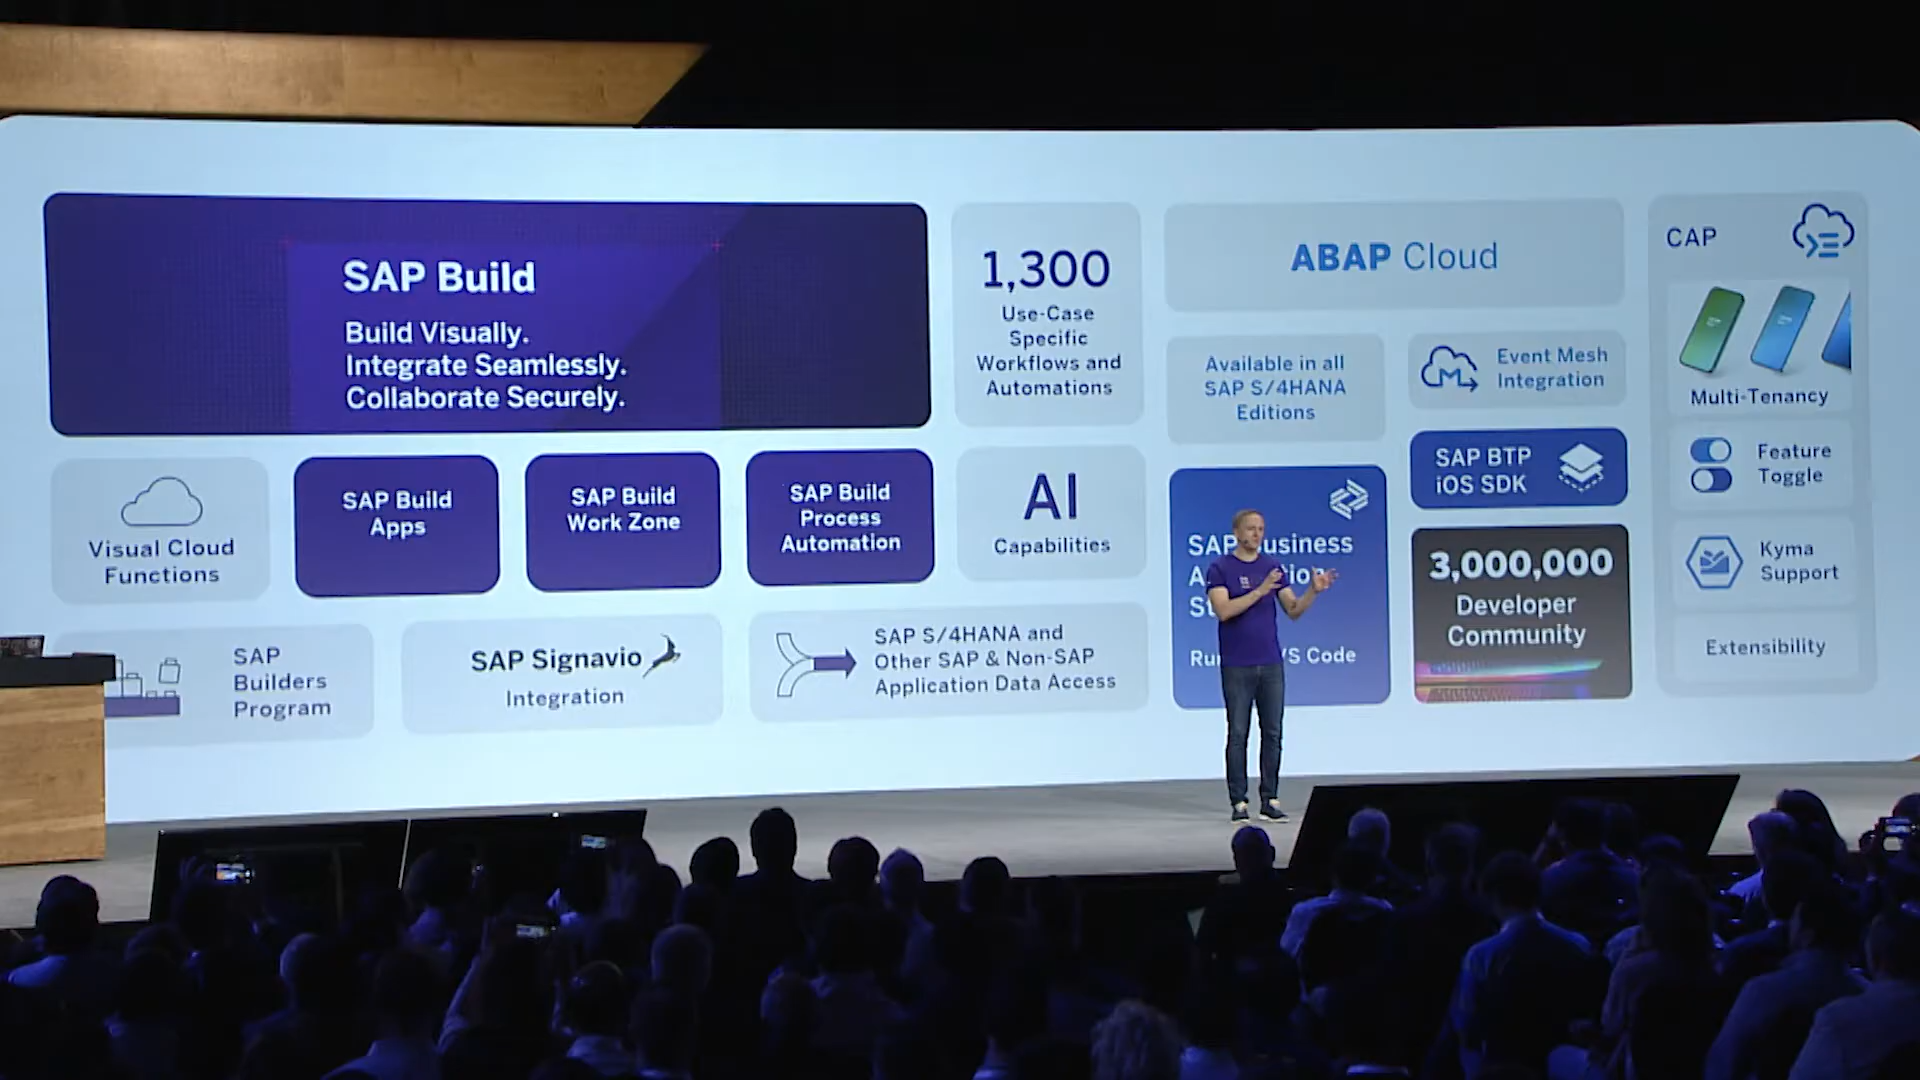 SAP Build
Build Visually.
Integrate Seamlessly.
Collaborate Securely.
1,300
Use-Case
Specific
Workflows and
Automations
ABAP Cloud
CAP
Available in all
SAP S/4HANA
Editions
Event Mesh
Integration
Multi-Tenancy
Visual Cloud
Functions
SAP Build
Apps
SAP Build
Work Zone
SAP Build
Process
Automation
AI
Capabilities
SAP Business
VS Code
SAP BTP
iOS SDK
3,000,000
Developer
Community
Feature
Toggle
Kyma
Support
Extensibility
SAP
Builders
Program
SAP Signavio
Integration
SAP S/4HANA and
Other SAP & Non-SAP
Application Data Access